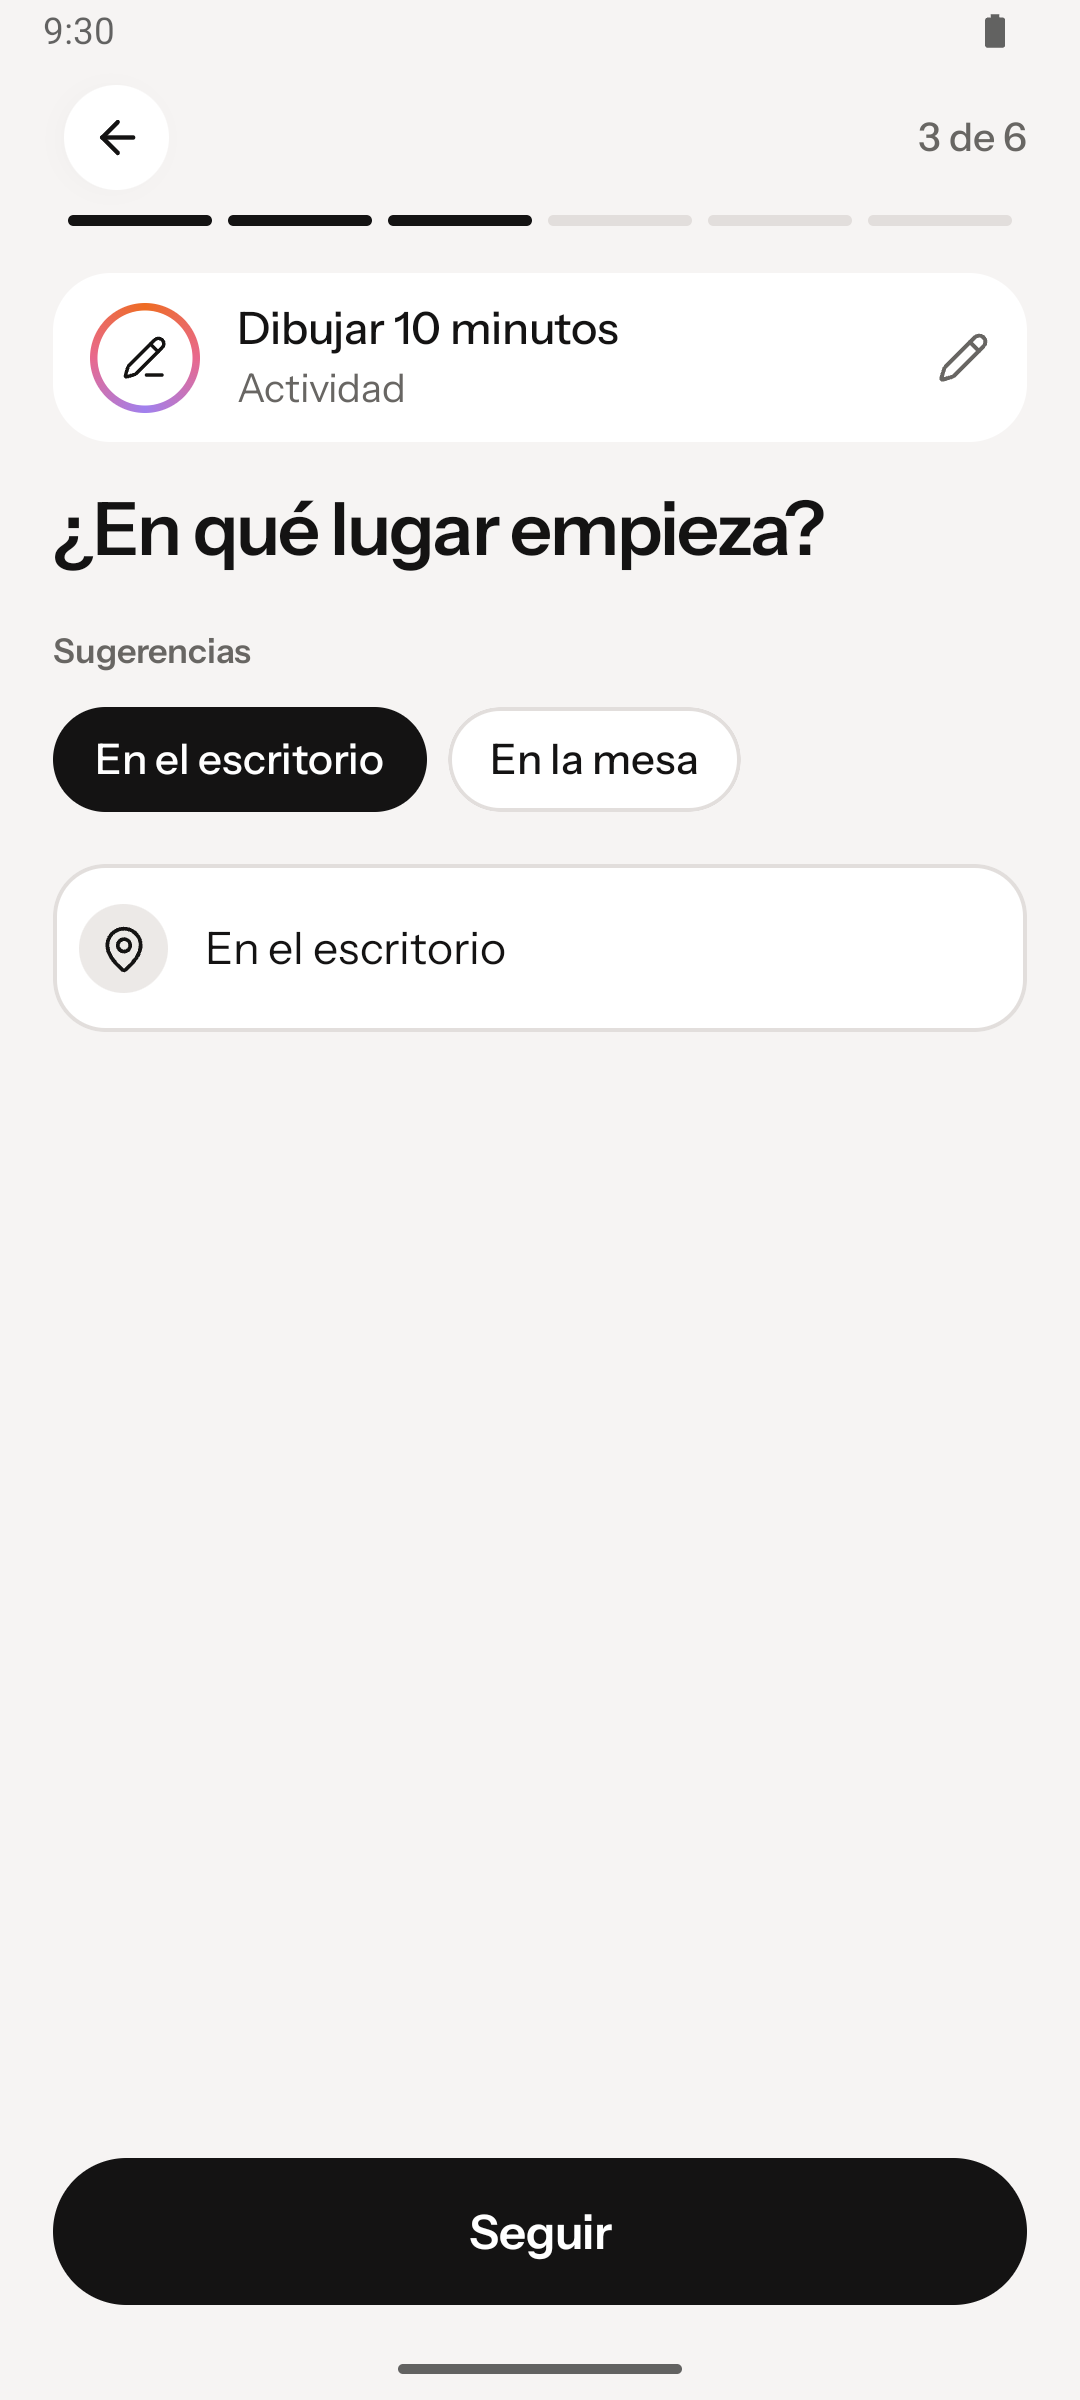 9:30
3 de 6
Dibujar 10 minutos
Actividad
¿En qué lugar empieza?
Sugerencias
En el escritorio
En la mesa
En el escritorio
Seguir